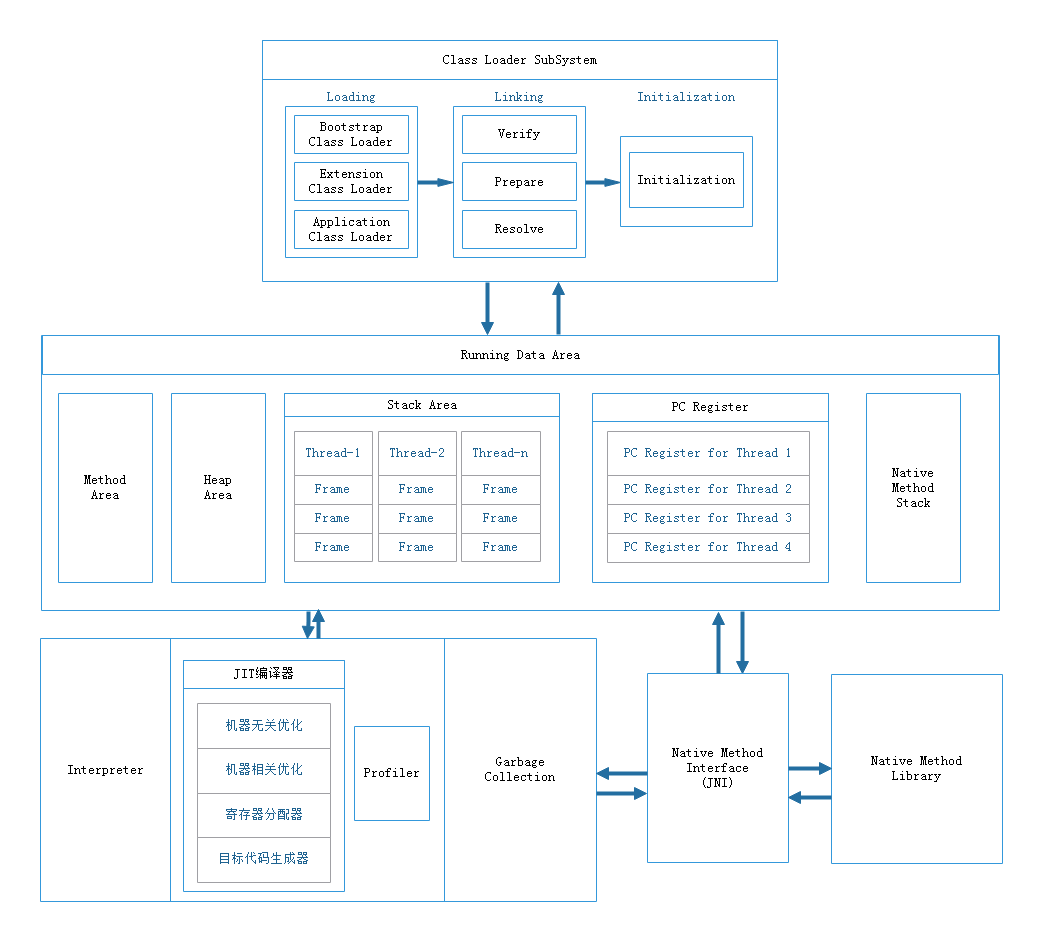 Class Loader SubSystem
Loading
Linking
Initialization
Bootstrap
Class Loader
Extension
Class Loader
Application
Class Loader
Verify
Prepare
Resolve
Initialization
Running Data Area
Method
Area
Heap
Area
Stack Area
Thread-1
Thread-2
Thread-n
Frame
Frame
Frame
Frame
Frame
Frame
Frame
Frame
Frame
PC Register
PC Register for Thread 1
PC Register for Thread 2
PC Register for Thread 3
PC Register for Thread 4
Native
Method
Stack
Interpreter
JIT编译器
机器无关优化
机器相关优化
寄存器分配器
目标代码生成器
Profiler
Garbage
Collection
Native Method
Interface
(JNI)
Native Method
Library